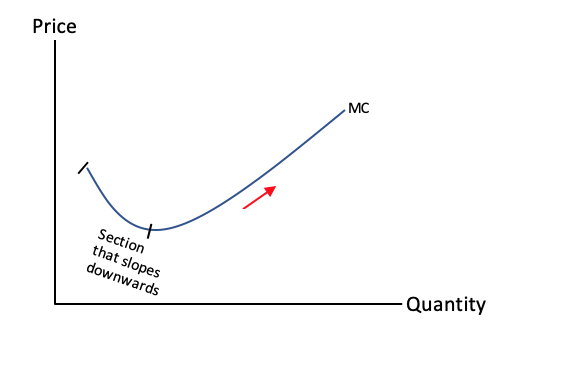 Price
MC
Section
that slopes
downwards
Quantity